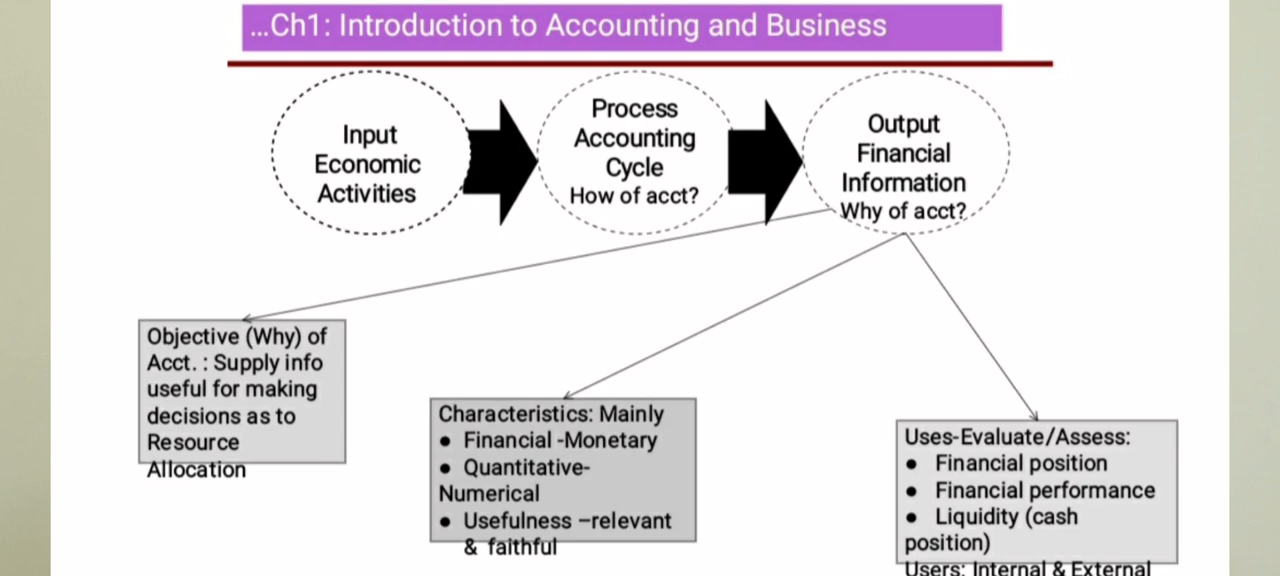 ...Ch1: Introduction to Accounting and Business
Input
Economic
Activities
Process
Accounting
Cycle
How of acct?
Output
Financial
Information
Why of acct?
Objective (Why) of
Acct. : Supply info
useful for making
decisions as to
Resource
Allocation
Characteristics: Mainly
● Financial -Monetary
● Quantitative-
Numerical
● Usefulness –relevant
& faithful
Uses-Evaluate/Assess:
● Financial position
● Financial performance
● Liquidity (cash
position)
Users: Internal & External